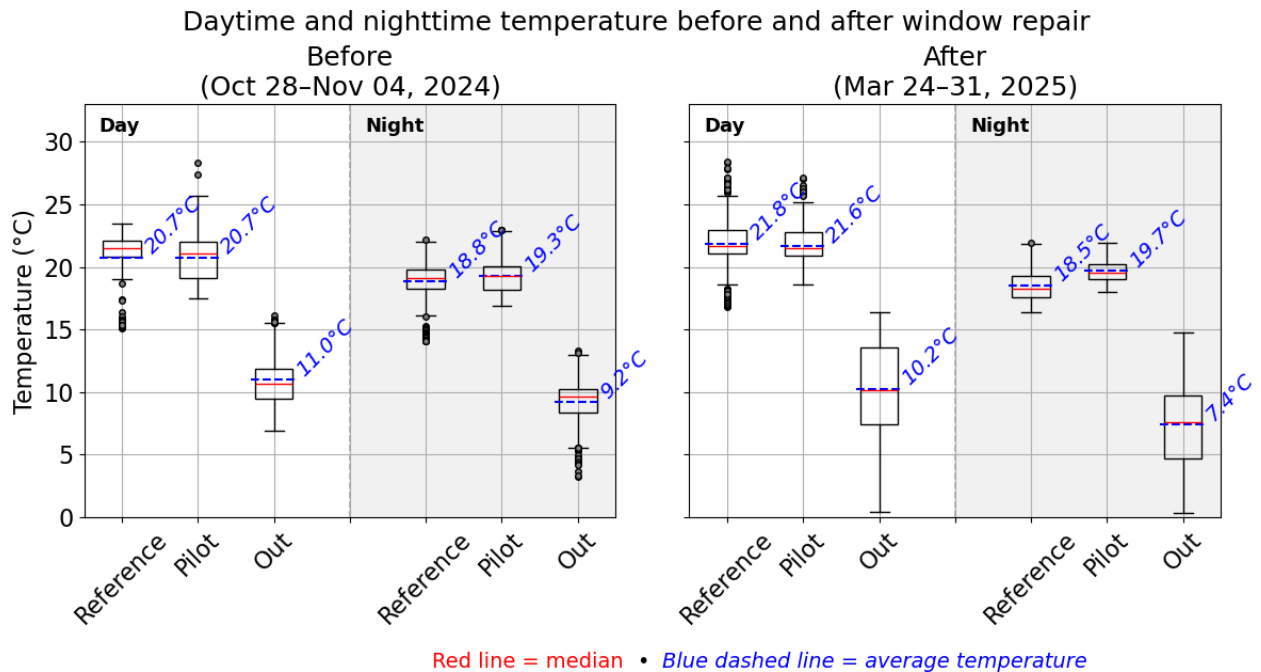 Daytime and nighttime temperature before and after window repair
Before
(Oct 28–Nov 04, 2024)
After
(Mar 24–31, 2025)
Temperature (°C)
30
25
20
15
10
5
0
Day
Night
20.7°C
20.7°C
11.0°C
18.8°C
19.3°C
9.2°C
Reference
Pilot
Out
Reference
Pilot
Out
Day
Night
21.8°C
21.6°C
10.2°C
18.5°C
19.7°C
7.4°C
Reference
Pilot
Out
Reference
Pilot
Out
Red line = median • Blue dashed line = average temperature